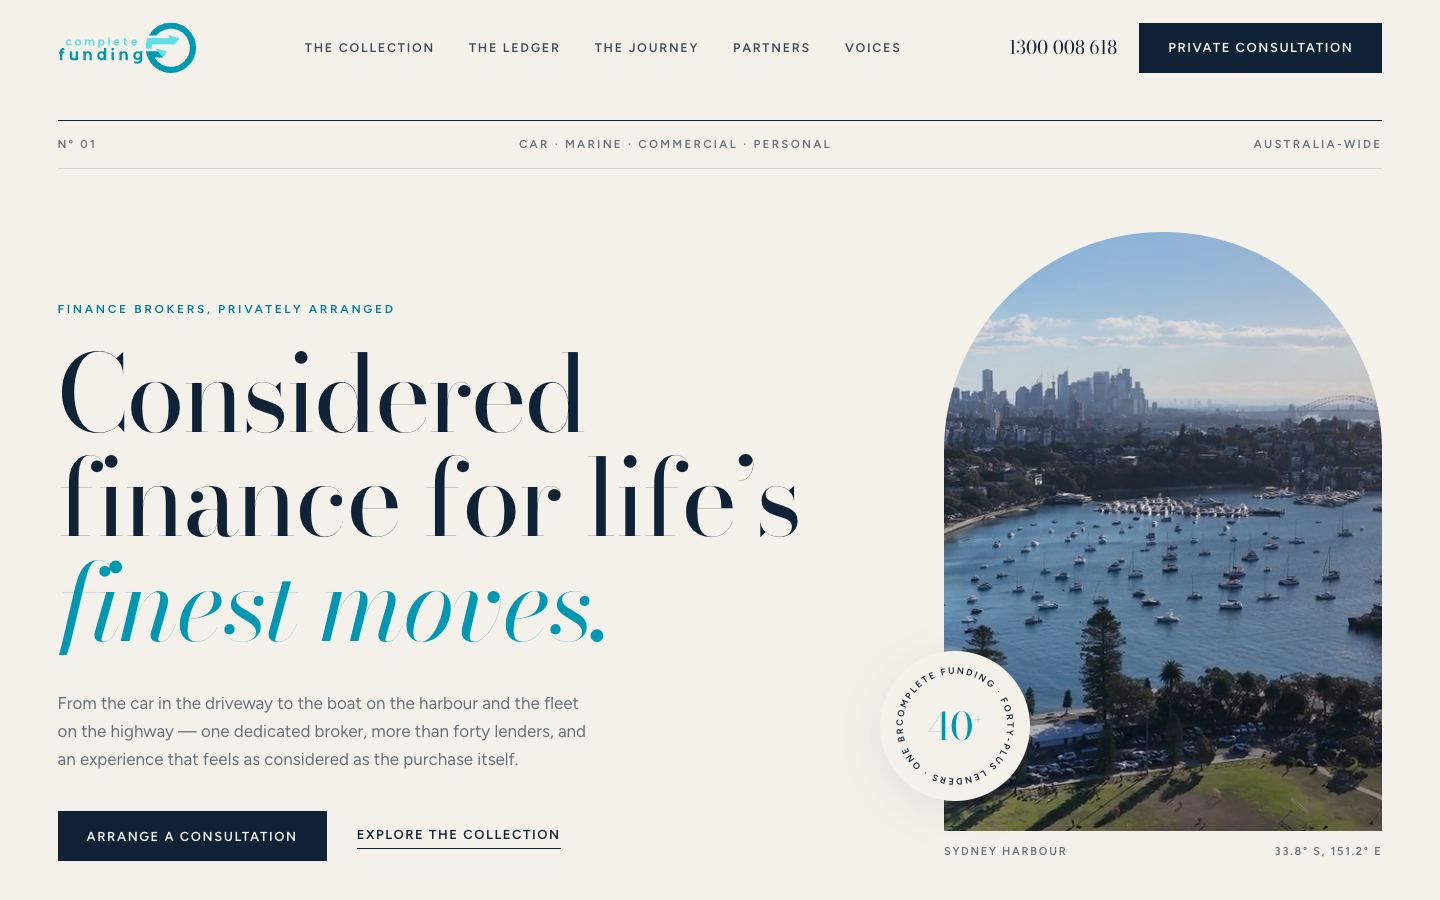 complete
funding
THE COLLECTION
THE LEDGER
THE JOURNEY
PARTNERS
VOICES
1300 008 618
PRIVATE CONSULTATION
N° 01
CAR · MARINE · COMMERCIAL · PERSONAL
AUSTRALIA-WIDE
FINANCE BROKERS, PRIVATELY ARRANGED
Considered
finance for life’s
finest moves.
From the car in the driveway to the boat on the harbour and the fleet
on the highway — one dedicated broker, more than forty lenders, and
an experience that feels as considered as the purchase itself.
ARRANGE A CONSULTATION
EXPLORE THE COLLECTION
COMPLETE FUNDING · FORTY-PLUS LENDERS · ONE BR
40+
SYDNEY HARBOUR
33.8° S, 151.2° E